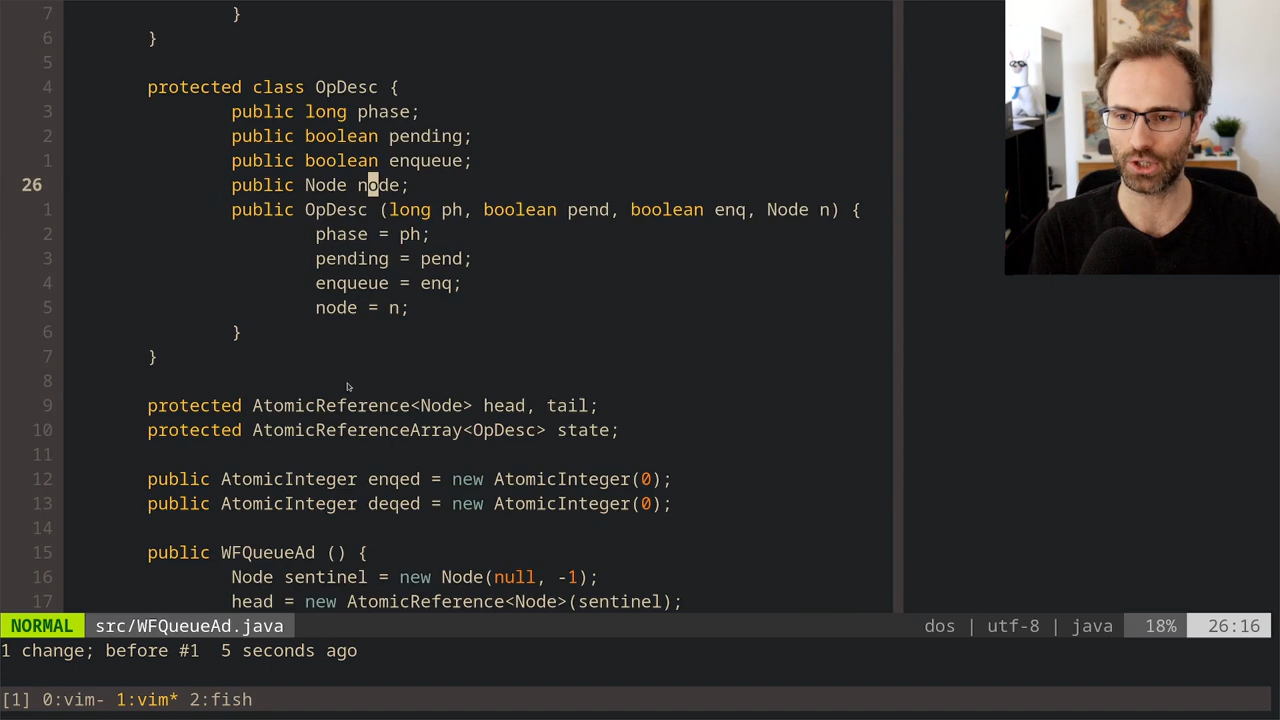 7 }
6 }
5
4 protected class OpDesc {
3 public long phase;
2 public boolean pending;
1 public boolean enqueue;
26 public Node node;
1 public OpDesc (long ph, boolean pend, boolean enq, Node n) {
2 phase = ph;
3 pending = pend;
4 enqueue = enq;
5 node = n;
6 }
7 }
8
9 protected AtomicReference<Node> head, tail;
10 protected AtomicReferenceArray<OpDesc> state;
11
12 public AtomicInteger enqed = new AtomicInteger(0);
13 public AtomicInteger deqed = new AtomicInteger(0);
14
15 public WFQueueAd () {
16 Node sentinel = new Node(null, -1);
17 head = new AtomicReference<Node>(sentinel);
NORMAL src/WFQueueAd.java dos | utf-8 | java 18% 26:16
1 change; before #1 5 seconds ago
[1] 0:vim- 1:vim* 2:fish